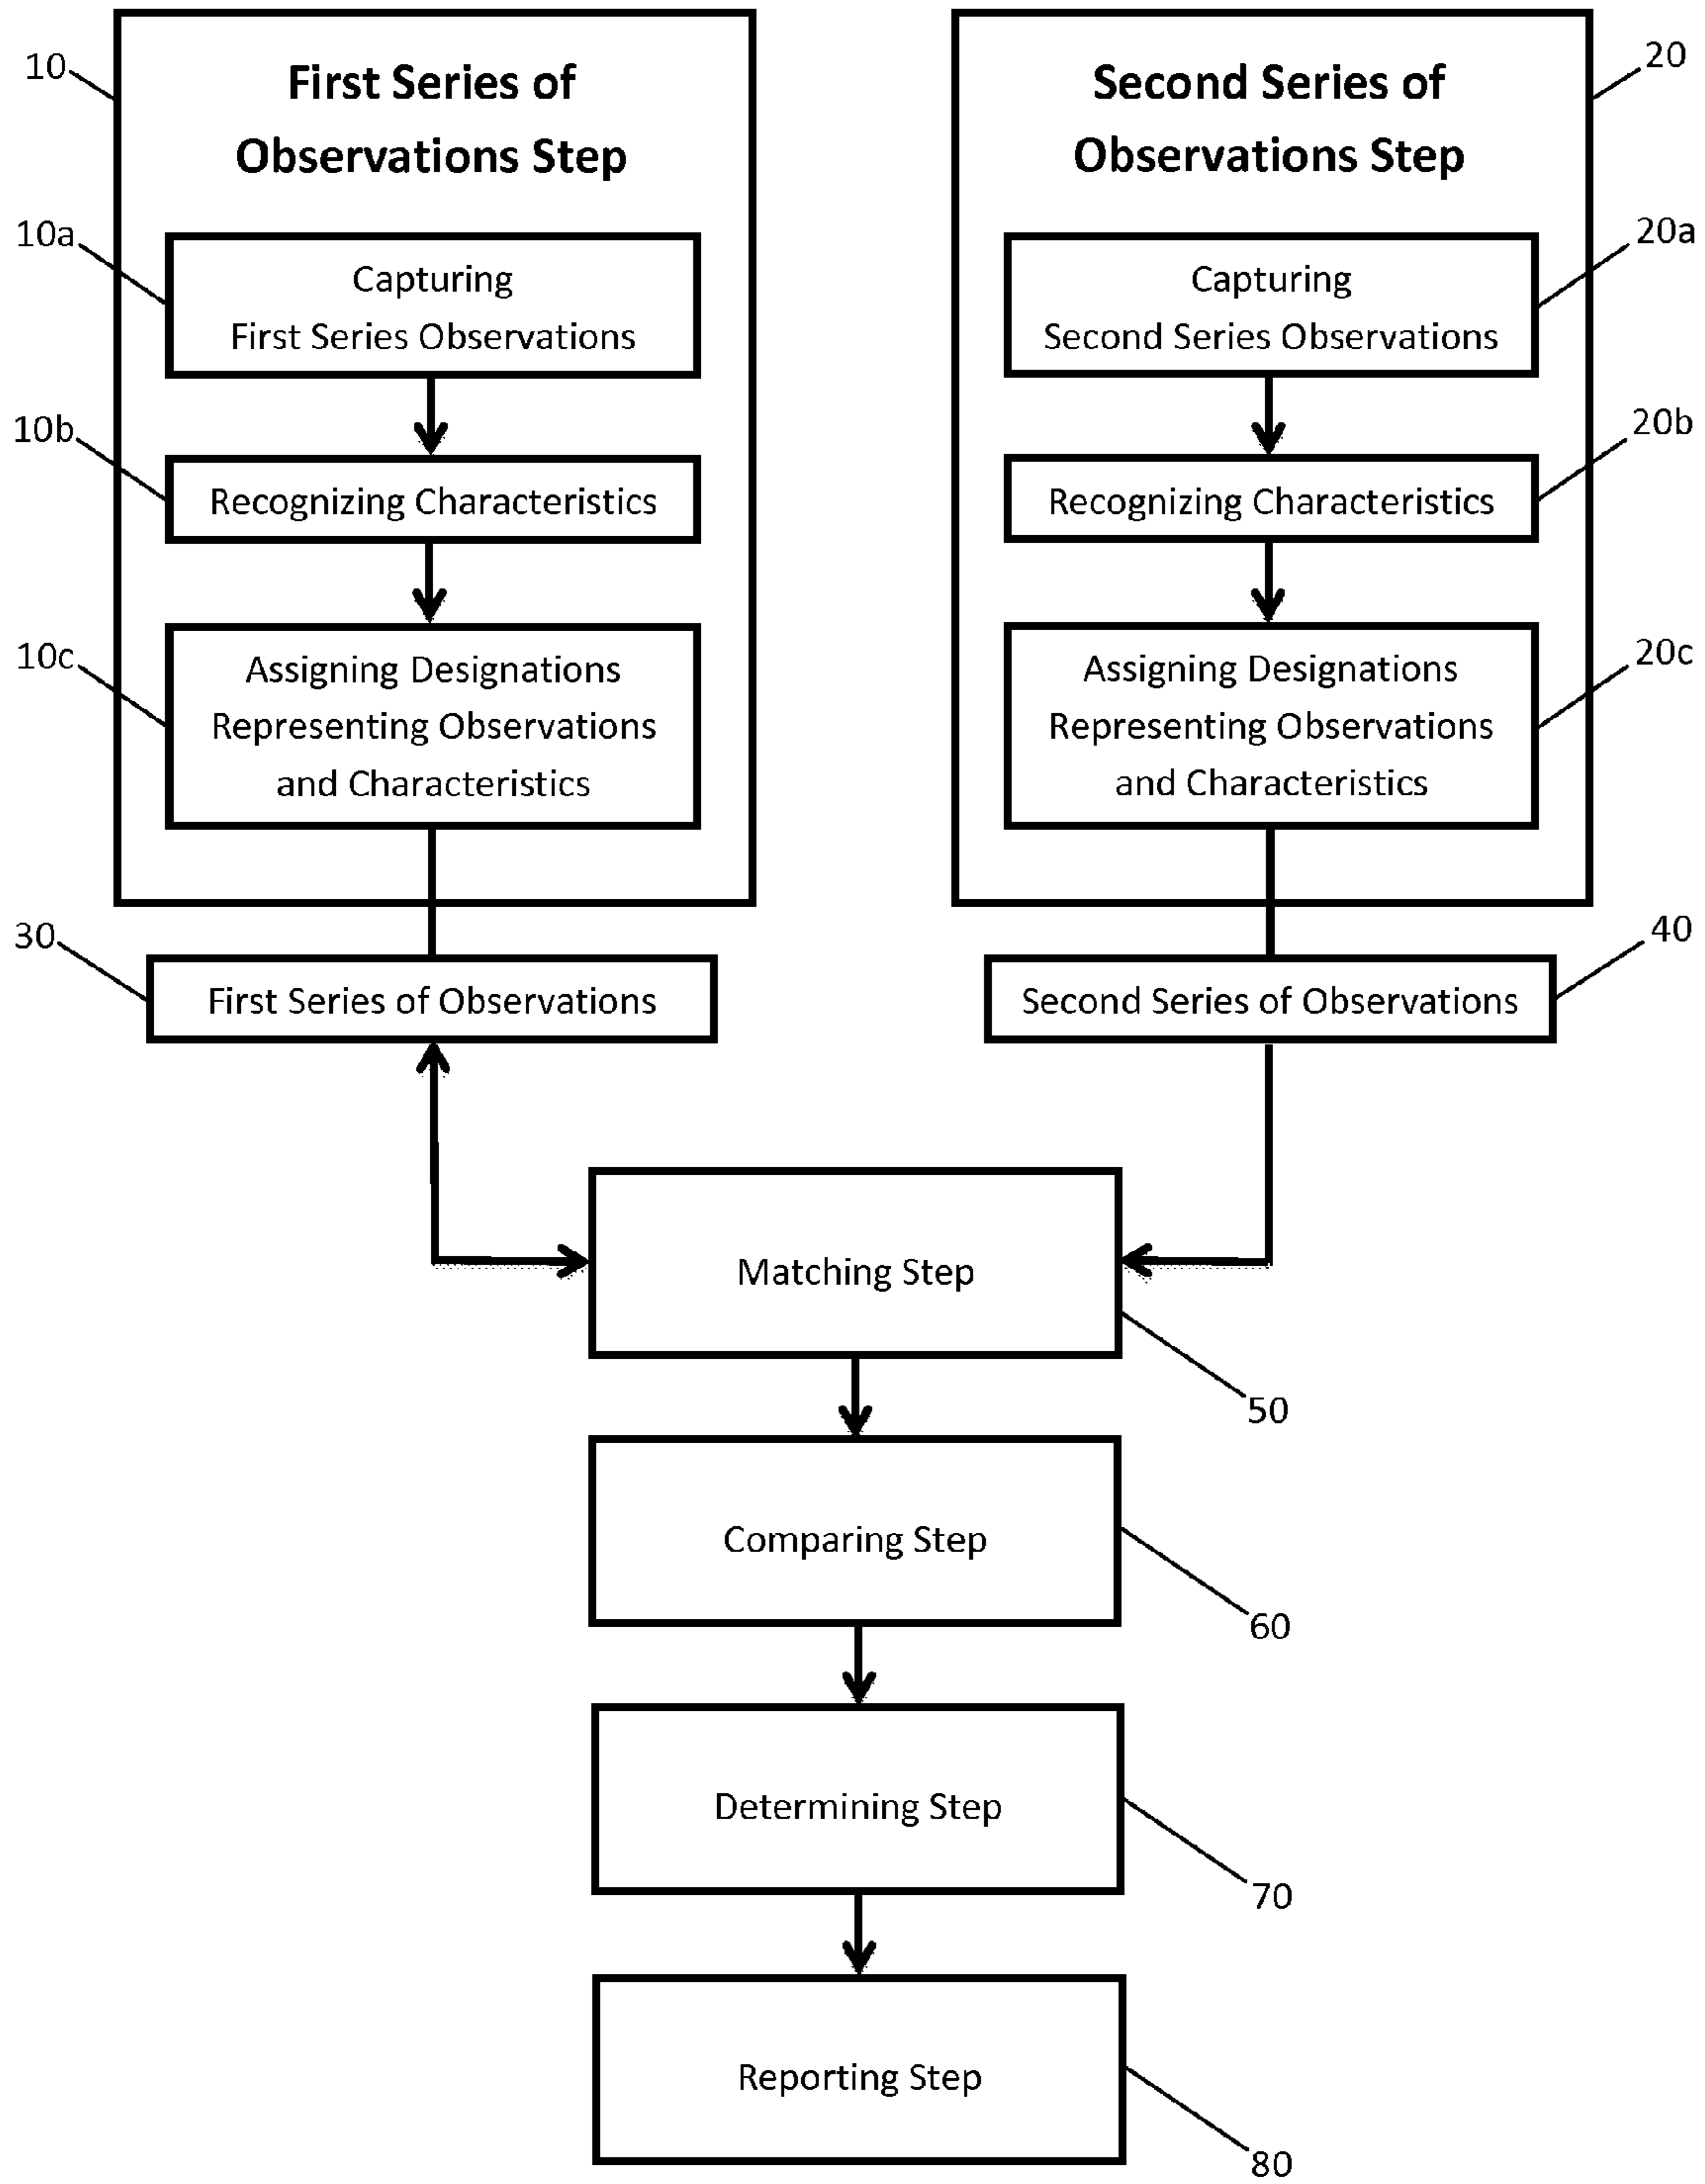 10
First Series of
Observations Step
10a
Capturing
First Series Observations
10b
Recognizing Characteristics
10c
Assigning Designations
Representing Observations
and Characteristics
20
Second Series of
Observations Step
20a
Capturing
Second Series Observations
20b
Recognizing Characteristics
20c
Assigning Designations
Representing Observations
and Characteristics
30
First Series of Observations
40
Second Series of Observations
Matching Step
50
Comparing Step
60
Determining Step
70
Reporting Step
80